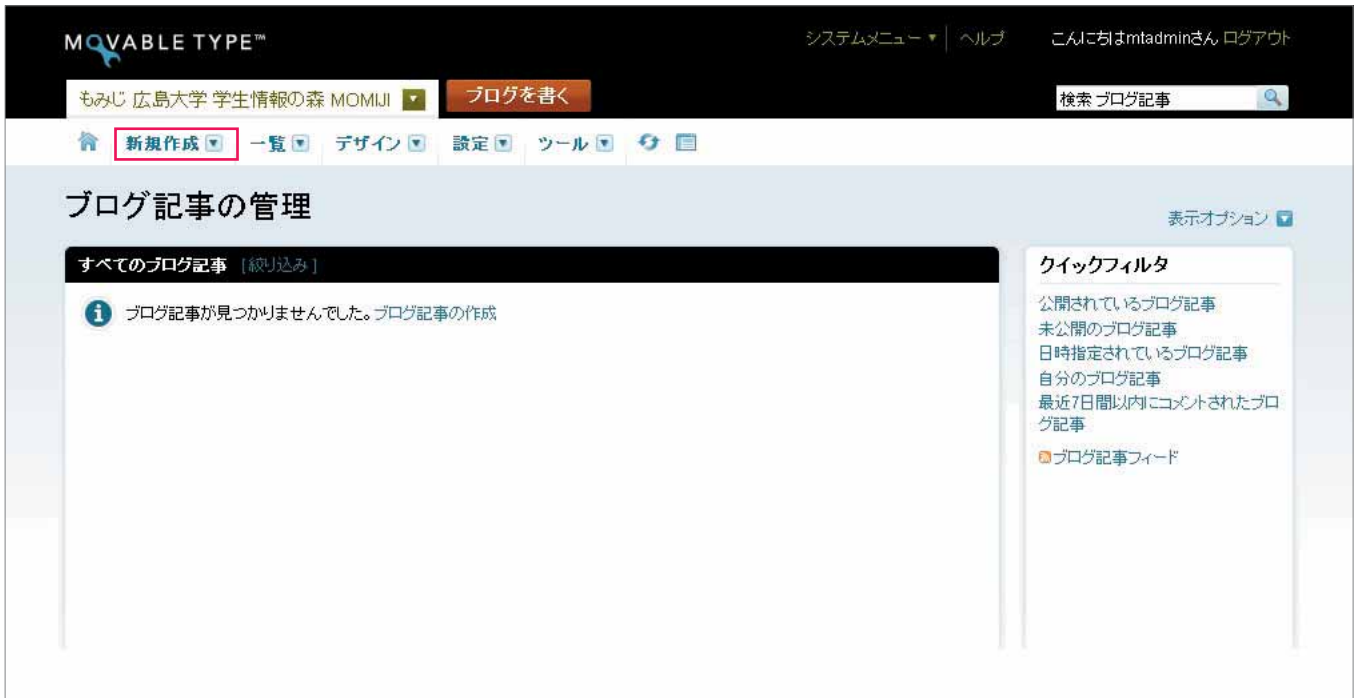 MOVABLE TYPE™
システムメニュー▼ ヘルプ こんにちはmtadminさん ログアウト
もみじ 広島大学 学生情報の森 MOMIJI ブログを書く
検索 ブログ記事
新規作成 一覧 デザイン 設定 ツール
ブログ記事の管理
表示オプション
すべてのブログ記事 [絞り込み]
ブログ記事が見つかりませんでした。ブログ記事の作成
クイックフィルタ
公開されているブログ記事
未公開のブログ記事
日時指定されているブログ記事
自分のブログ記事
最近7日間以内にコメントされたブロ
グ記事
ブログ記事フィード